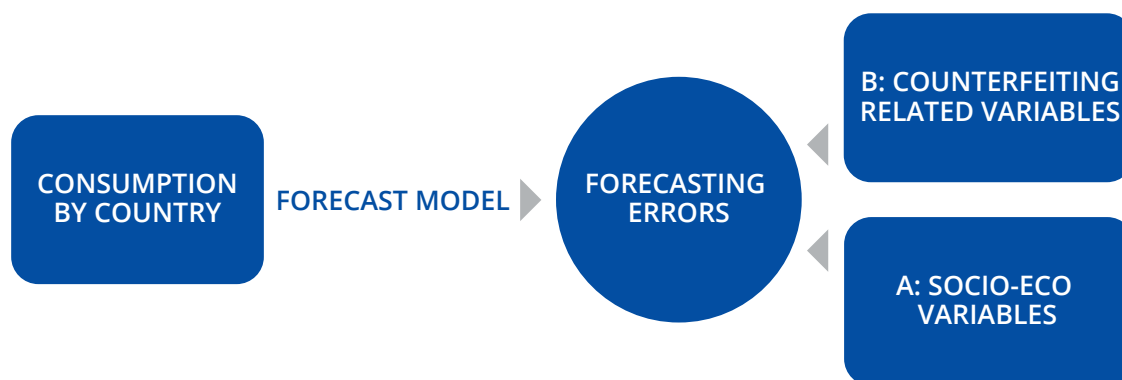 CONSUMPTION
BY COUNTRY
FORECAST MODEL
FORECASTING
ERRORS
B: COUNTERFEITING
RELATED VARIABLES
A: SOCIO-ECO
VARIABLES